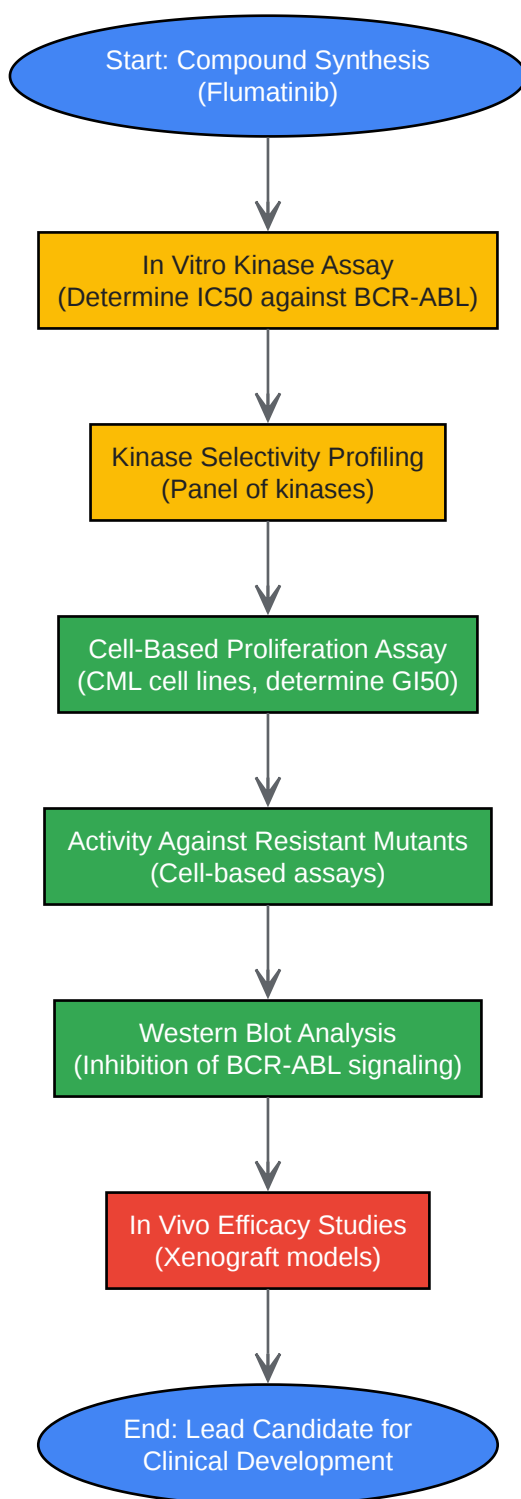 Start: Compound Synthesis
(Flumatinib)
In Vitro Kinase Assay
(Determine IC50 against BCR-ABL)
Kinase Selectivity Profiling
(Panel of kinases)
Cell-Based Proliferation Assay
(CML cell lines, determine GI50)
Activity Against Resistant Mutants
(Cell-based assays)
Western Blot Analysis
(Inhibition of BCR-ABL signaling)
In Vivo Efficacy Studies
(Xenograft models)
End: Lead Candidate for
Clinical Development